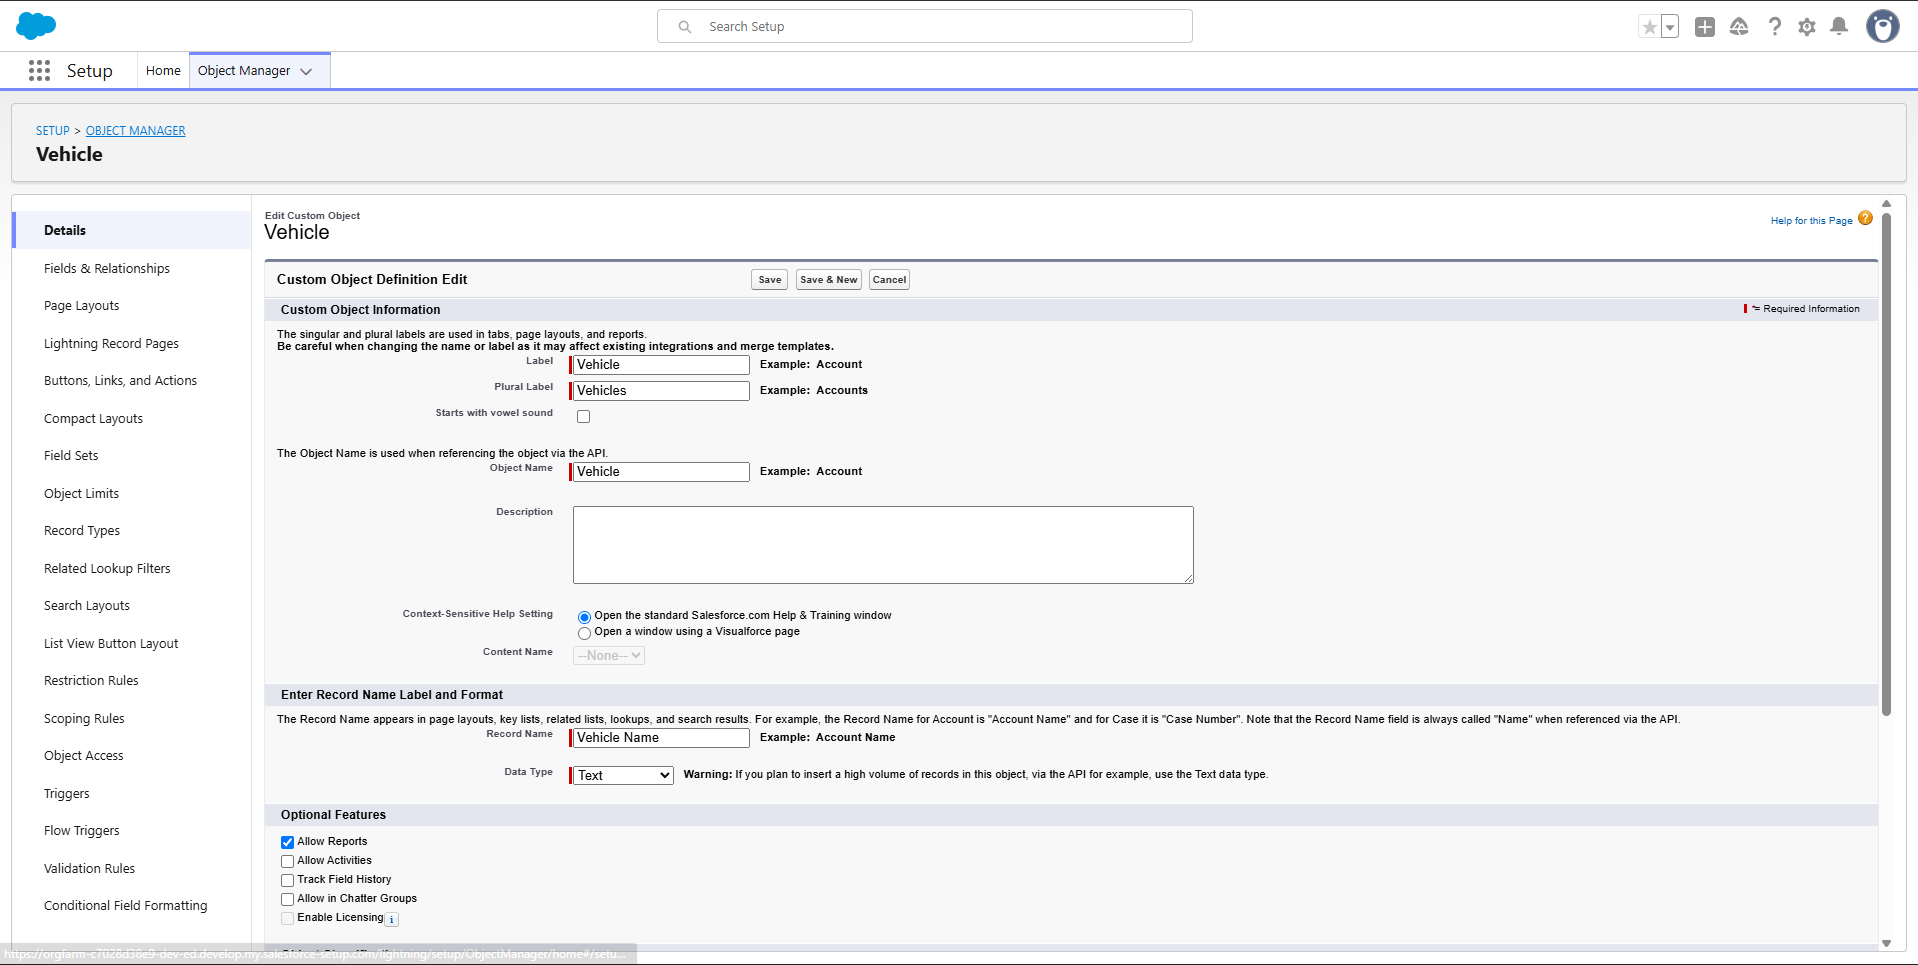 Search Setup
Setup
Home
Object Manager
SETUP > OBJECT MANAGER
Vehicle
Details
Fields & Relationships
Page Layouts
Lightning Record Pages
Buttons, Links, and Actions
Compact Layouts
Field Sets
Object Limits
Record Types
Related Lookup Filters
Search Layouts
List View Button Layout
Restriction Rules
Scoping Rules
Object Access
Triggers
Flow Triggers
Validation Rules
Conditional Field Formatting
Edit Custom Object
Vehicle
Help for this Page ?
Custom Object Definition Edit
Save
Save & New
Cancel
Custom Object Information
*= Required Information
The singular and plural labels are used in tabs, page layouts, and reports.
Be careful when changing the name or label as it may affect existing integrations and merge templates.
Label Vehicle Example: Account
Plural Label Vehicles Example: Accounts
Starts with vowel sound
The Object Name is used when referencing the object via the API.
Object Name Vehicle Example: Account
Description
Context-Sensitive Help Setting
Open the standard Salesforce.com Help & Training window
Open a window using a Visualforce page
Content Name --None--
Enter Record Name Label and Format
The Record Name appears in page layouts, key lists, related lists, lookups, and search results. For example, the Record Name for Account is "Account Name" and for Case it is "Case Number". Note that the Record Name field is always called "Name" when referenced via the API.
Record Name Vehicle Name Example: Account Name
Data Type Text Warning: If you plan to insert a high volume of records in this object, via the API for example, use the Text data type.
Optional Features
Allow Reports
Allow Activities
Track Field History
Allow in Chatter Groups
Enable Licensing i
https://orgfarm-c7028d38e9-dev-ed.develop.my.salesforce-setup.com/lightning/setup/ObjectManager/home#/setu...